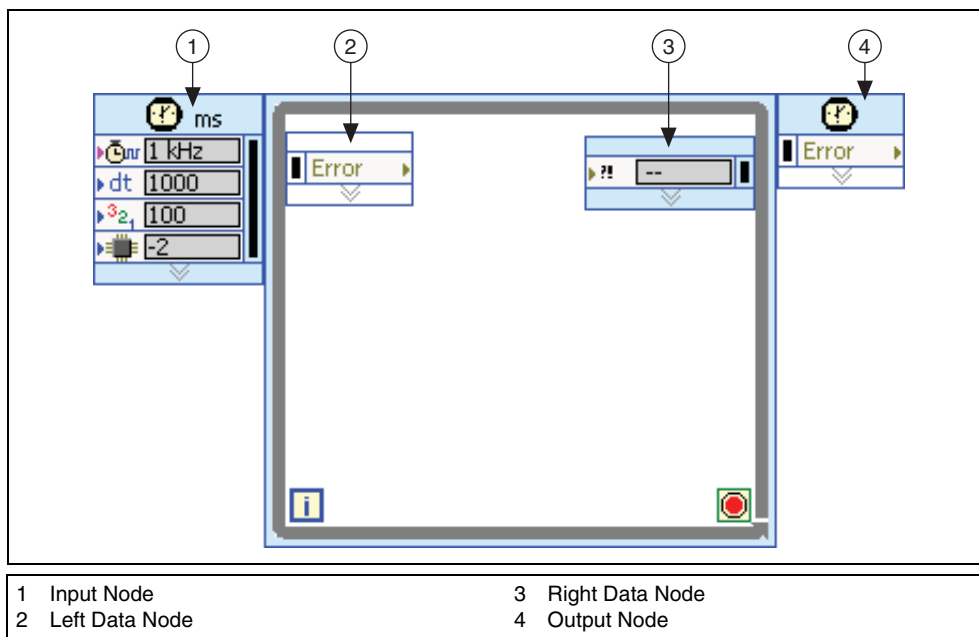 1 2 3 4
ms
1 kHz
dt 1000
321 100
-2
Error
?! --
Error
i
1 Input Node
2 Left Data Node
3 Right Data Node
4 Output Node